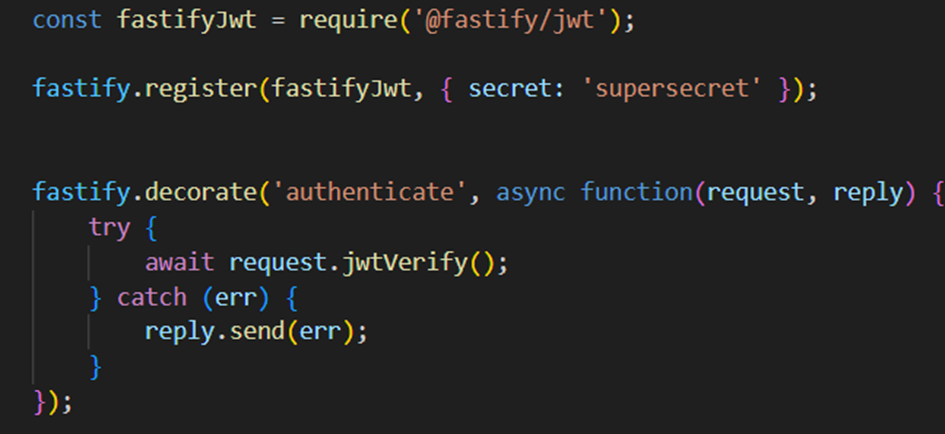 const fastifyJwt = require('@fastify/jwt');
fastify.register(fastifyJwt, { secret: 'supersecret' });
fastify.decorate('authenticate', async function(request, reply) {
try {
await request.jwtVerify();
} catch (err) {
reply.send(err);
}
});